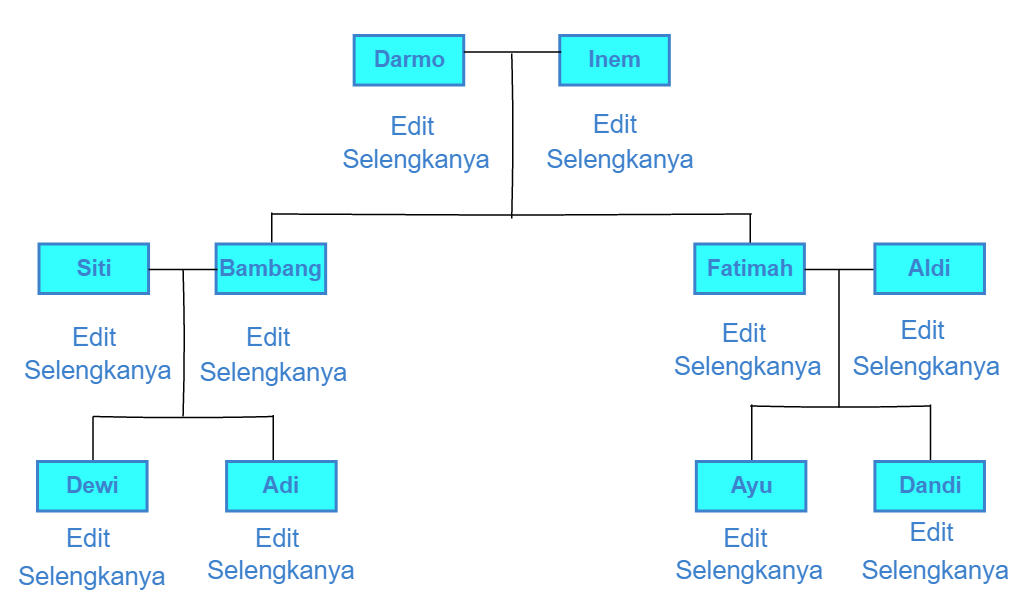 Darmo
Inem
Edit
Selengkanya
Edit
Selengkanya
Siti
Bambang
Fatimah
Aldi
Edit
Selengkanya
Edit
Selengkanya
Edit
Selengkanya
Edit
Selengkanya
Dewi
Adi
Ayu
Dandi
Edit
Selengkanya
Edit
Selengkanya
Edit
Selengkanya
Edit
Selengkanya